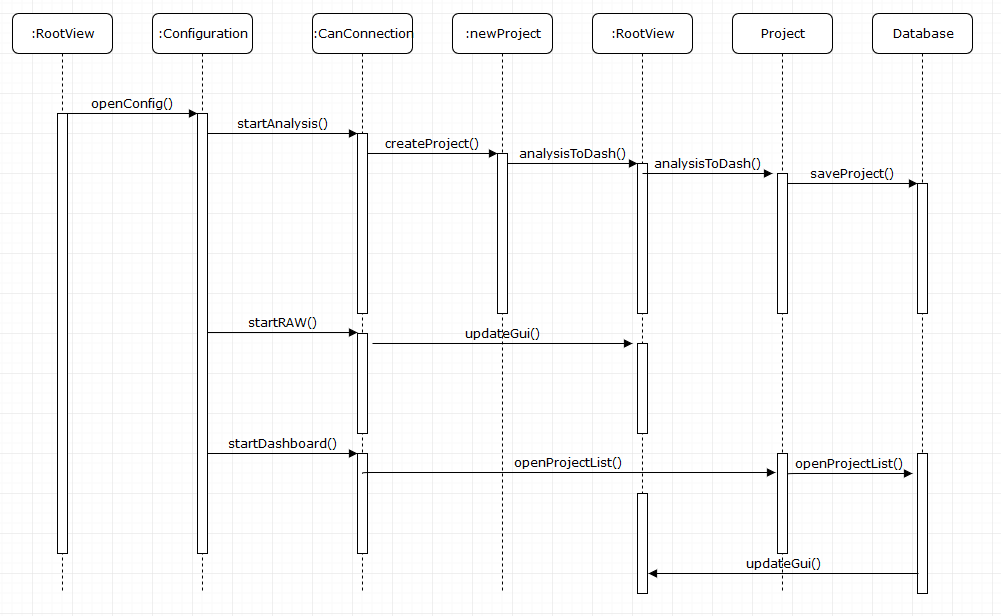 :RootView
:Configuration
:CanConnection
:newProject
:RootView
Project
Database
openConfig()
startAnalysis()
createProject()
analysisToDash()
analysisToDash()
saveProject()
startRAW()
updateGui()
startDashboard()
openProjectList()
openProjectList()
updateGui()